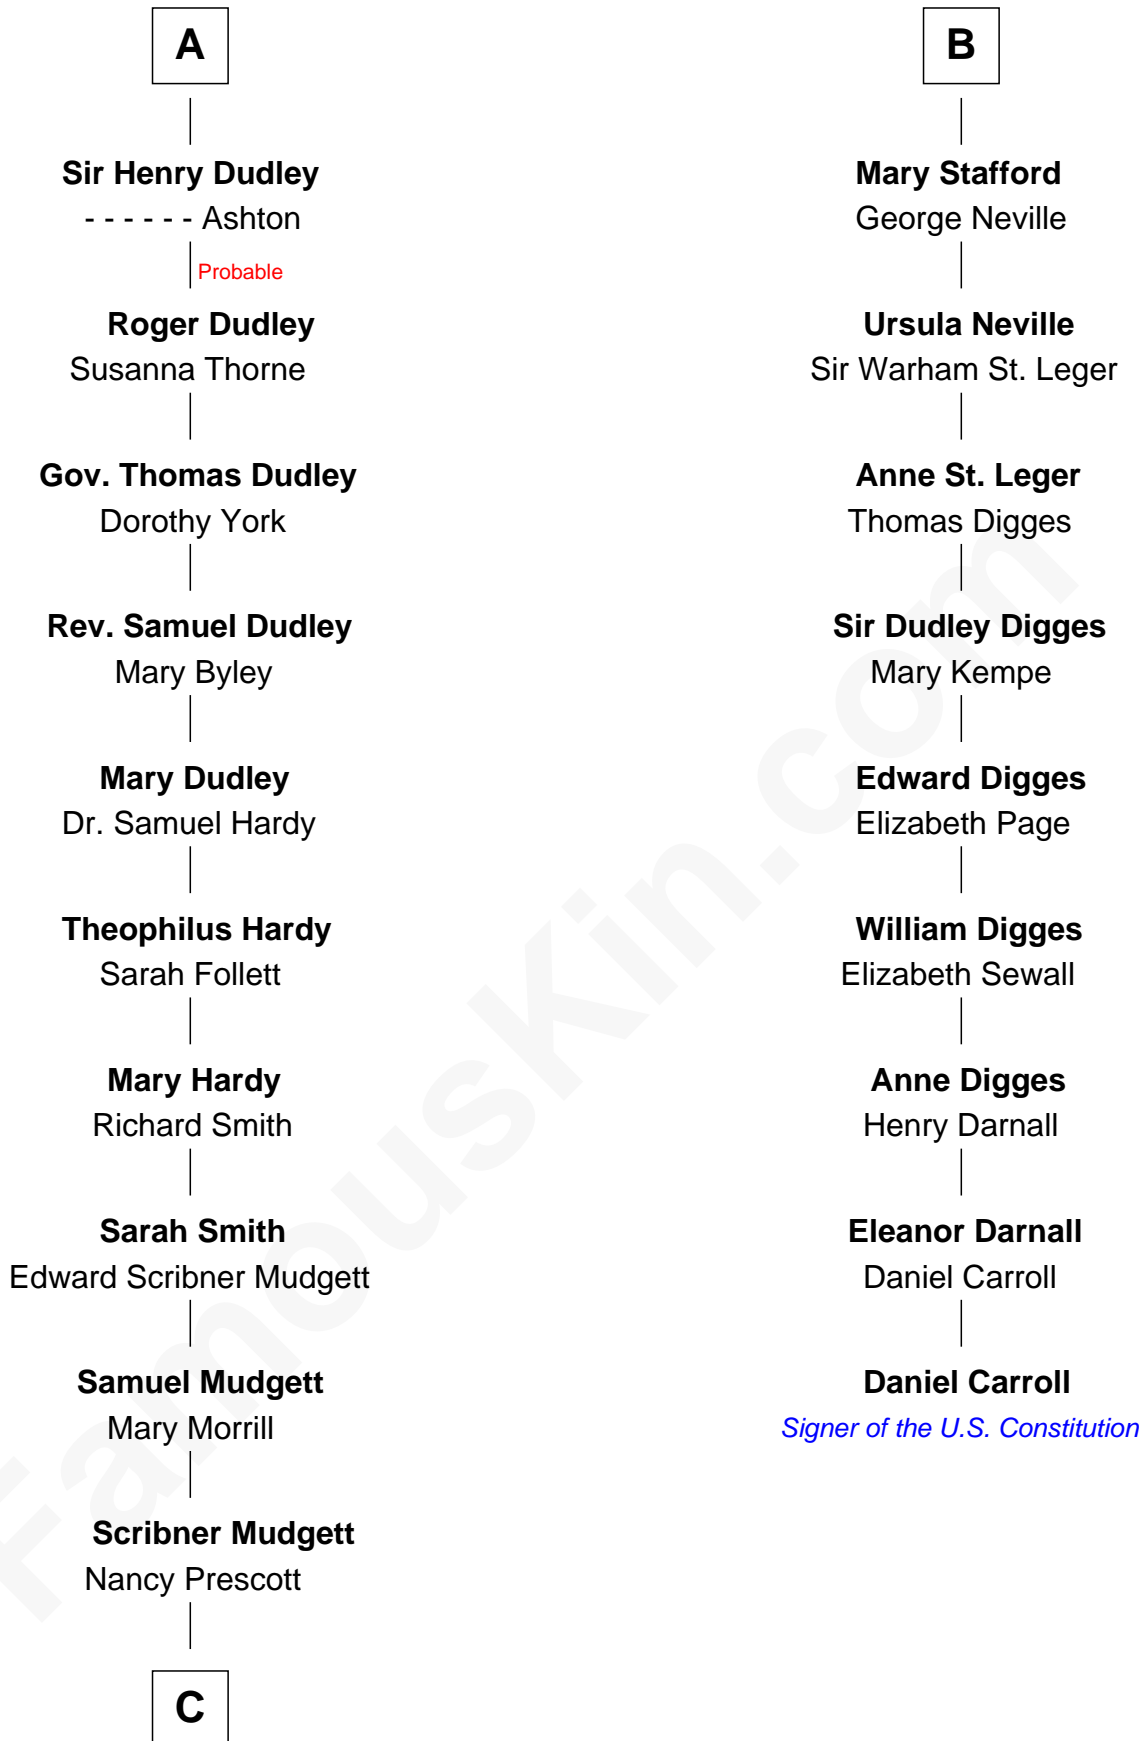 A
Sir Henry Dudley
- - - - - - Ashton
Probable
Roger Dudley
Susanna Thorne
Gov. Thomas Dudley
Dorothy York
Rev. Samuel Dudley
Mary Byley
Mary Dudley
Dr. Samuel Hardy
Theophilus Hardy
Sarah Follett
Mary Hardy
Richard Smith
Sarah Smith
Edward Scribner Mudgett
Samuel Mudgett
Mary Morrill
Scribner Mudgett
Nancy Prescott
C
B
Mary Stafford
George Neville
Ursula Neville
Sir Warham St. Leger
Anne St. Leger
Thomas Digges
Sir Dudley Digges
Mary Kempe
Edward Digges
Elizabeth Page
William Digges
Elizabeth Sewall
Anne Digges
Henry Darnall
Eleanor Darnall
Daniel Carroll
Daniel Carroll
Signer of the U.S. Constitution
FamousKin.com